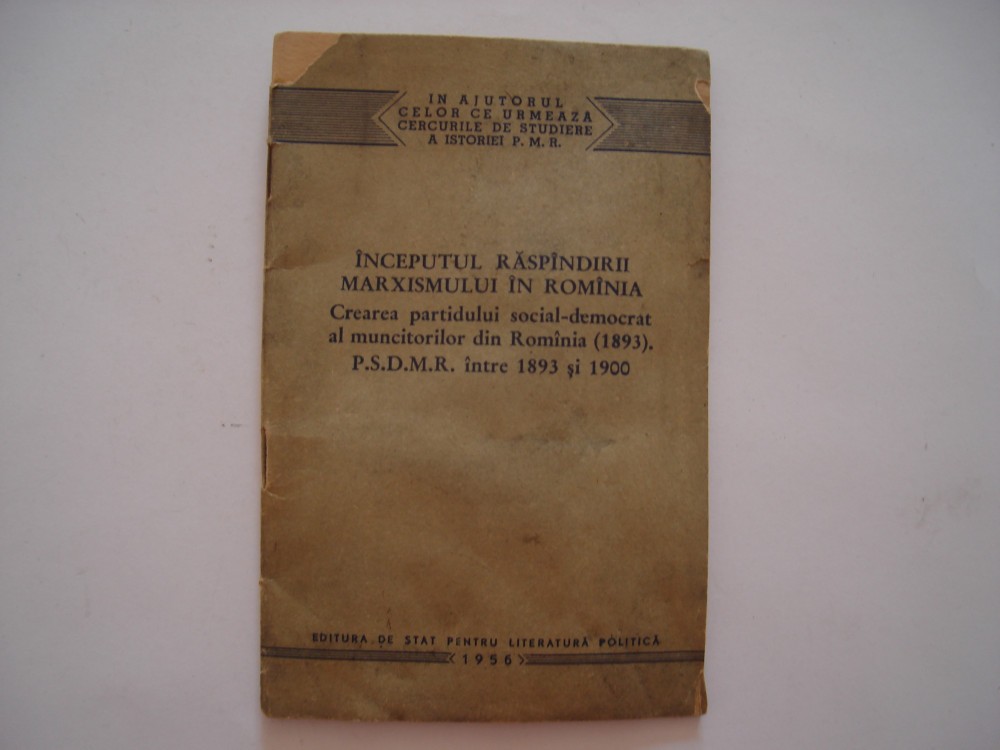 IN AJUTORUL
CELOR CE URMEAZA
CERCURILE DE STUDIERE
A ISTORIEI P. M. R.
ÎNCEPUTUL RĂSPÎNDIRII
MARXISMULUI ÎN ROMÎNIA
Crearea partidului social-democrat
al muncitorilor din Romînia (1893).
P.S.D.M.R. între 1893 și 1900
EDITURA DE STAT PENTRU LITERATURĂ POLITICĂ
1956